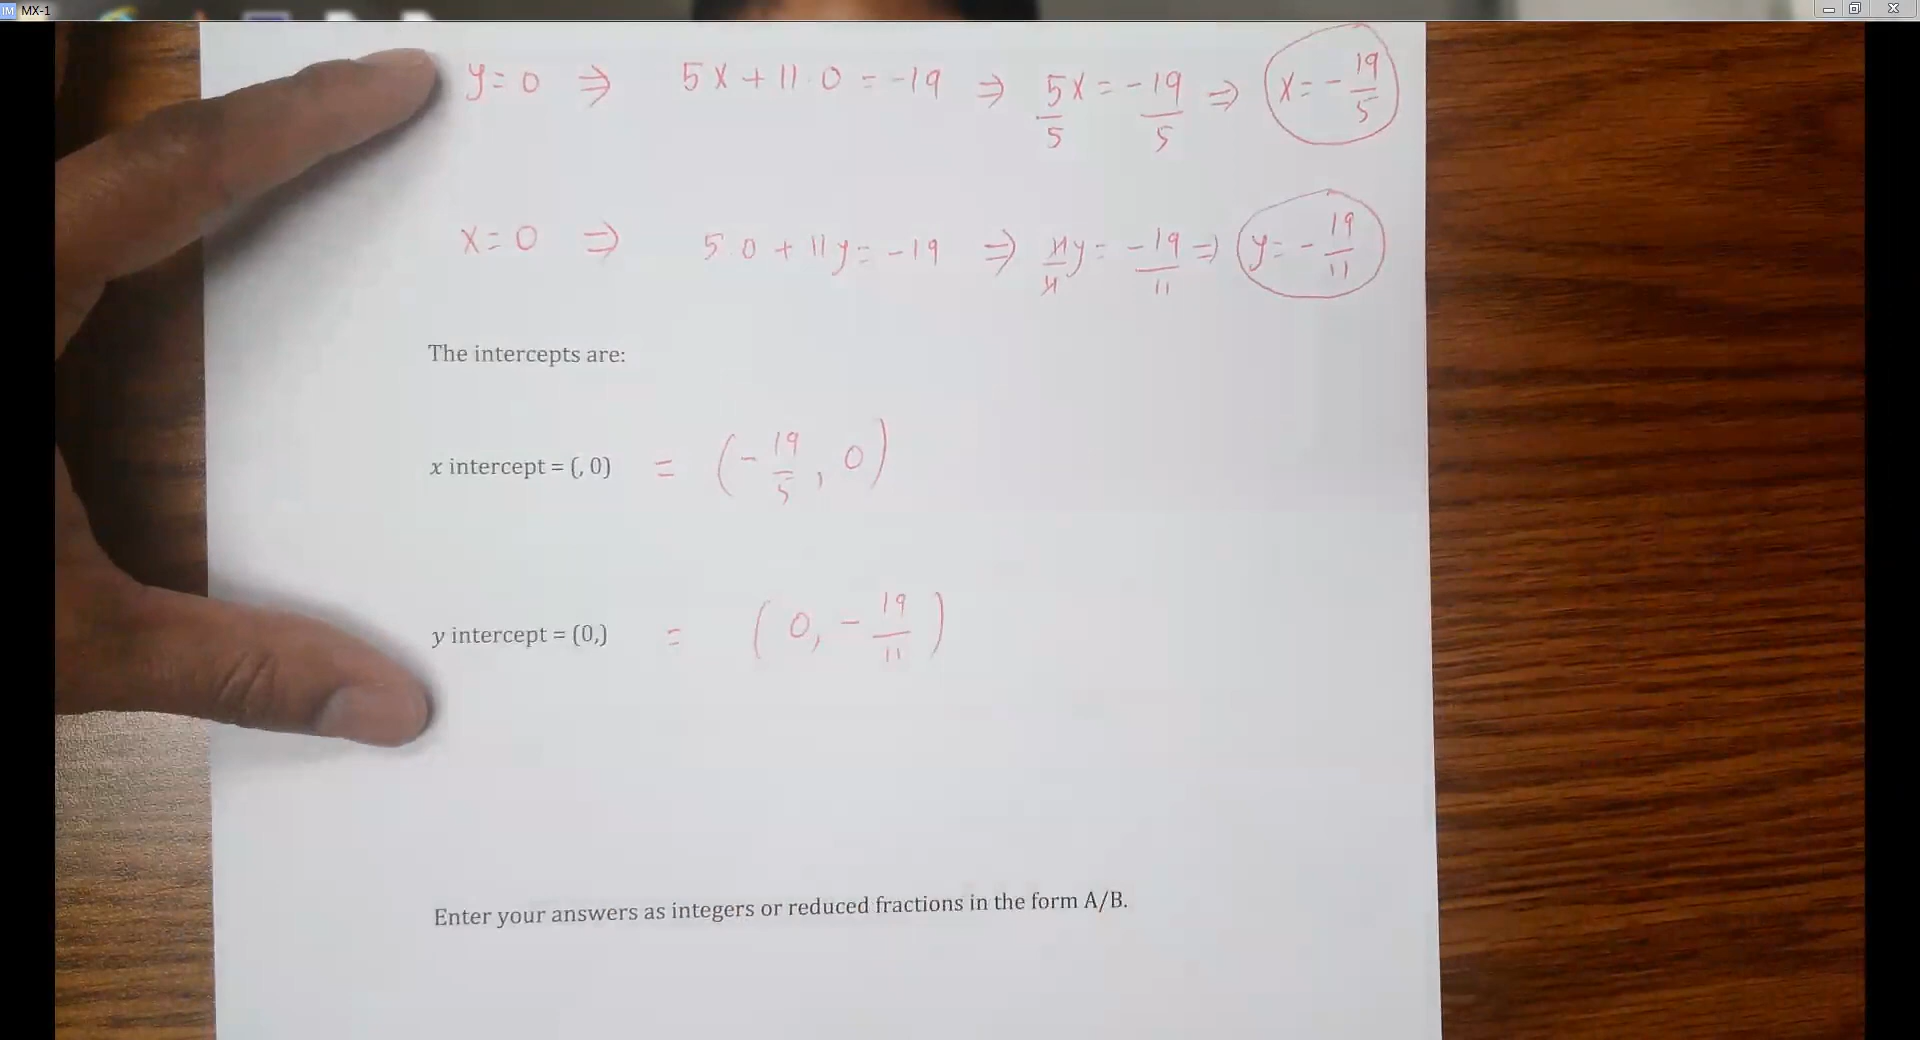 MX-1
y=0 ⇒ 5x+11·0=-19 ⇒ 5x/5=-19/5 ⇒ x=-19/5
x=0 ⇒ 5·0+11y=-19 ⇒ 11y/11=-19/11 ⇒ y=-19/11
The intercepts are:
x intercept = (, 0) = (-19/5, 0)
y intercept = (0,) = (0, -19/11)
Enter your answers as integers or reduced fractions in the form A/B.